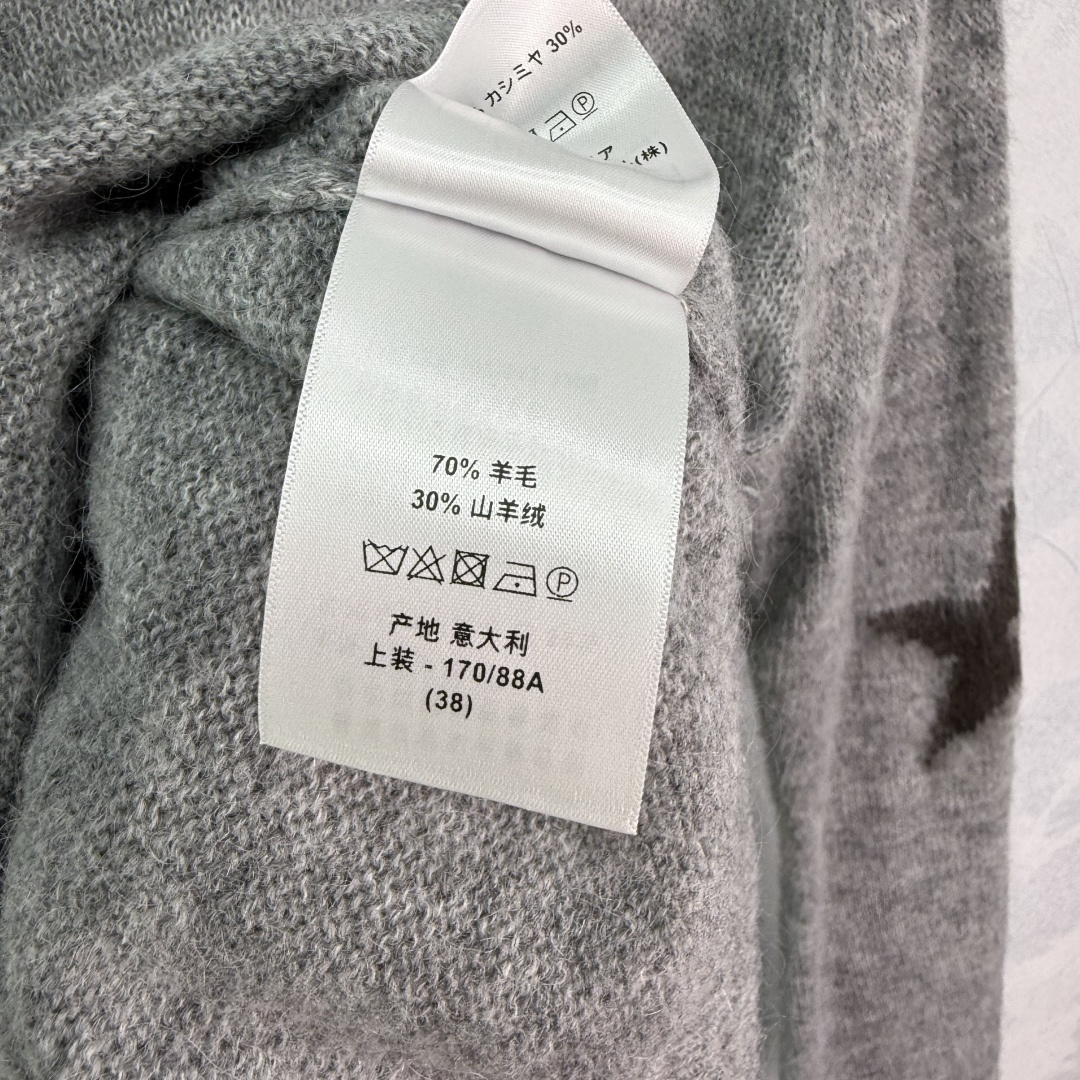 カシミヤ 30%
P
(株)
70% 羊毛
30% 山羊绒
P
产地 意大利
上装 - 170/88A
(38)